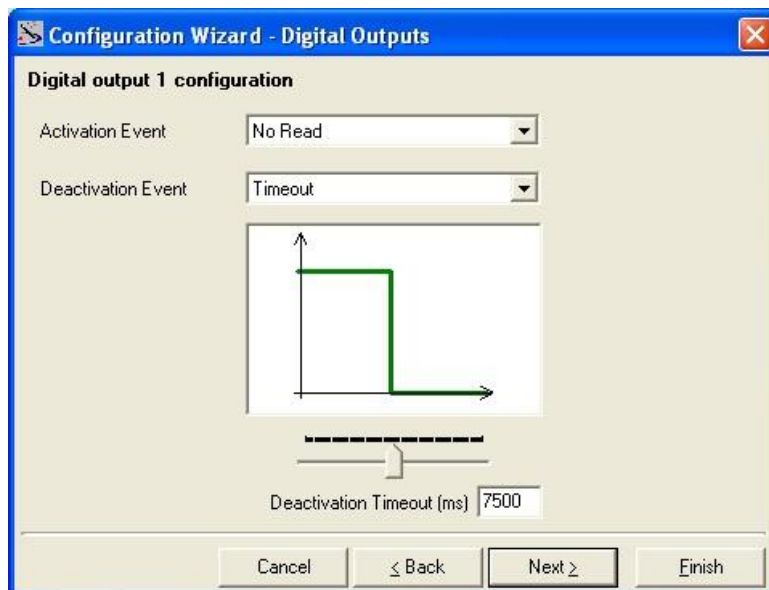 Configuration Wizard - Digital Outputs
Digital output 1 configuration
Activation Event No Read
Deactivation Event Timeout
Deactivation Timeout (ms) 7500
Cancel < Back Next > Finish